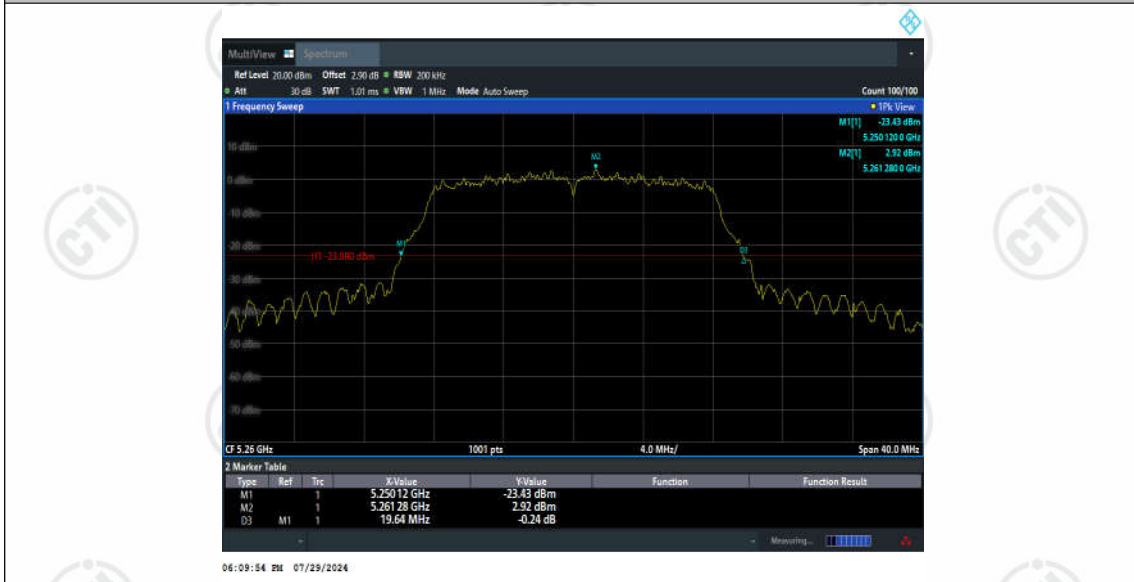 MultiView Spectrum
Ref Level 20.00 dBm Offset 2.90 dB RBW 200 kHz
Att 30 dB SWT 1.01 ms VBW 1 MHz Mode Auto Sweep Count 100/100
1 Frequency Sweep 1Pk View
M1[1] -23.43 dBm
5.250 120 0 GHz
M2[1] 2.92 dBm
5.261 280 0 GHz
10 dBm
M2
0 dBm
-10 dBm
-20 dBm
M1
D3
H1 -23.080 dBm
-30 dBm
-40 dBm
-50 dBm
-60 dBm
-70 dBm
CF 5.26 GHz 1001 pts 4.0 MHz/ Span 40.0 MHz
2 Marker Table
Type Ref Trc X-Value Y-Value Function Function Result
M1 1 5.25012 GHz -23.43 dBm
M2 1 5.26128 GHz 2.92 dBm
D3 M1 1 19.64 MHz -0.24 dB
Measuring...
06:09:54 PM 07/29/2024
CTI
CTI